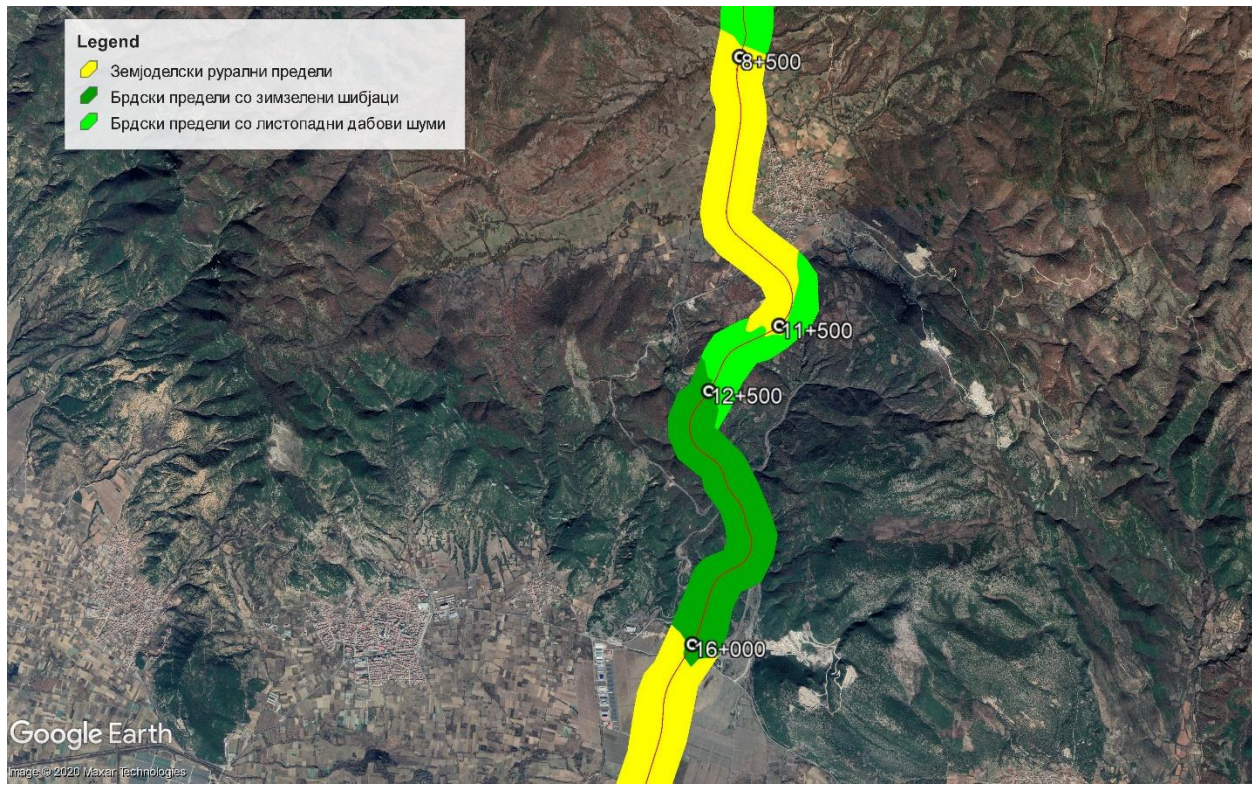 Legend
Земјоделски рурални предели
Брдски предели со зимзелени шибјаци
Брдски предели со листопадни дабови шуми
8+500
11+500
12+500
16+000
Google Earth
Image © 2020 Maxar Technologies